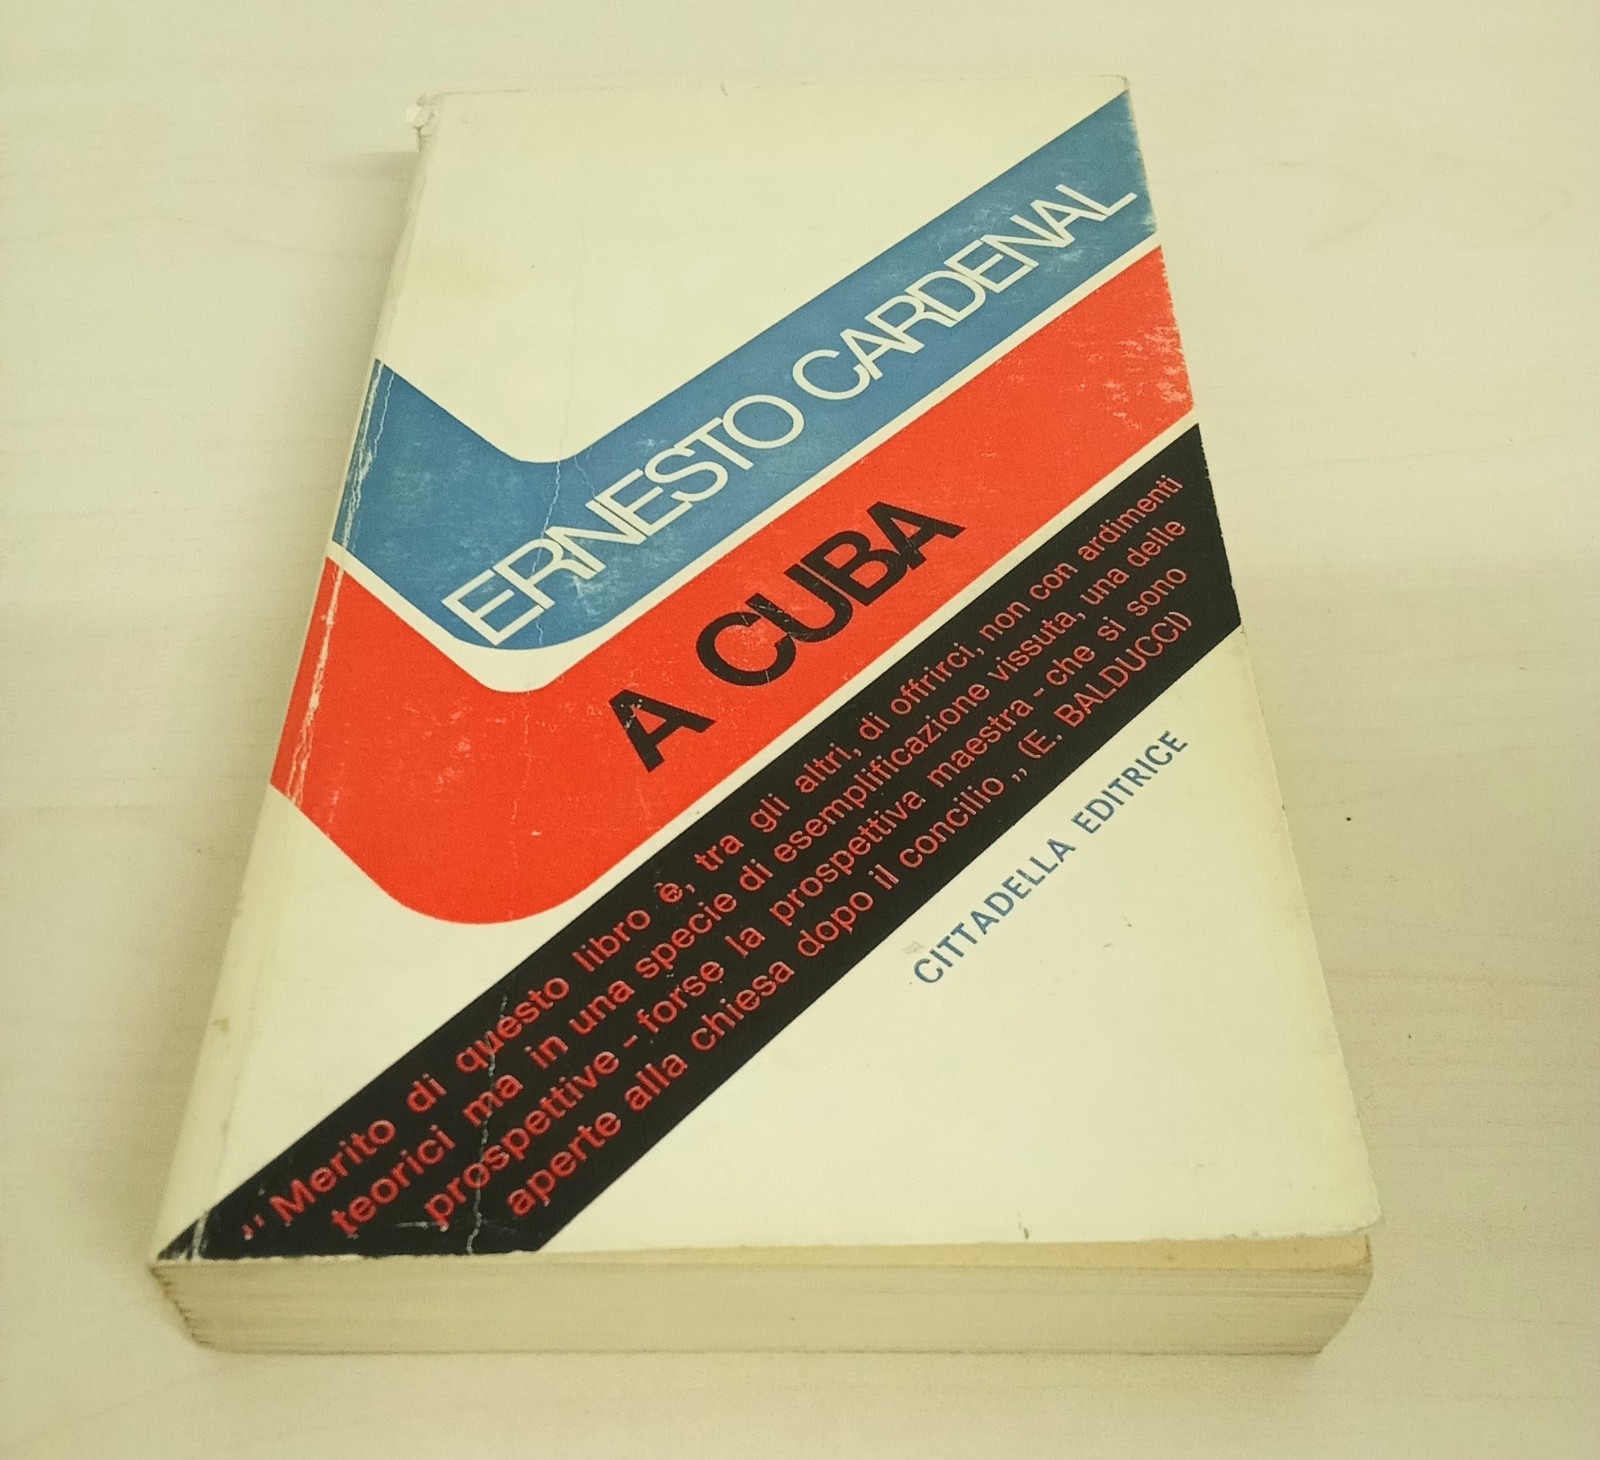 ERNESTO CARDENAL
A CUBA
,, Merito di questo libro è, tra gli altri, di offrirci, non con ardimenti
teorici ma in una specie di esemplificazione vissuta, una delle
prospettive - forse la prospettiva maestra - che si sono
aperte alla chiesa dopo il concilio ,, (E. BALDUCCI)
CITTADELLA EDITRICE